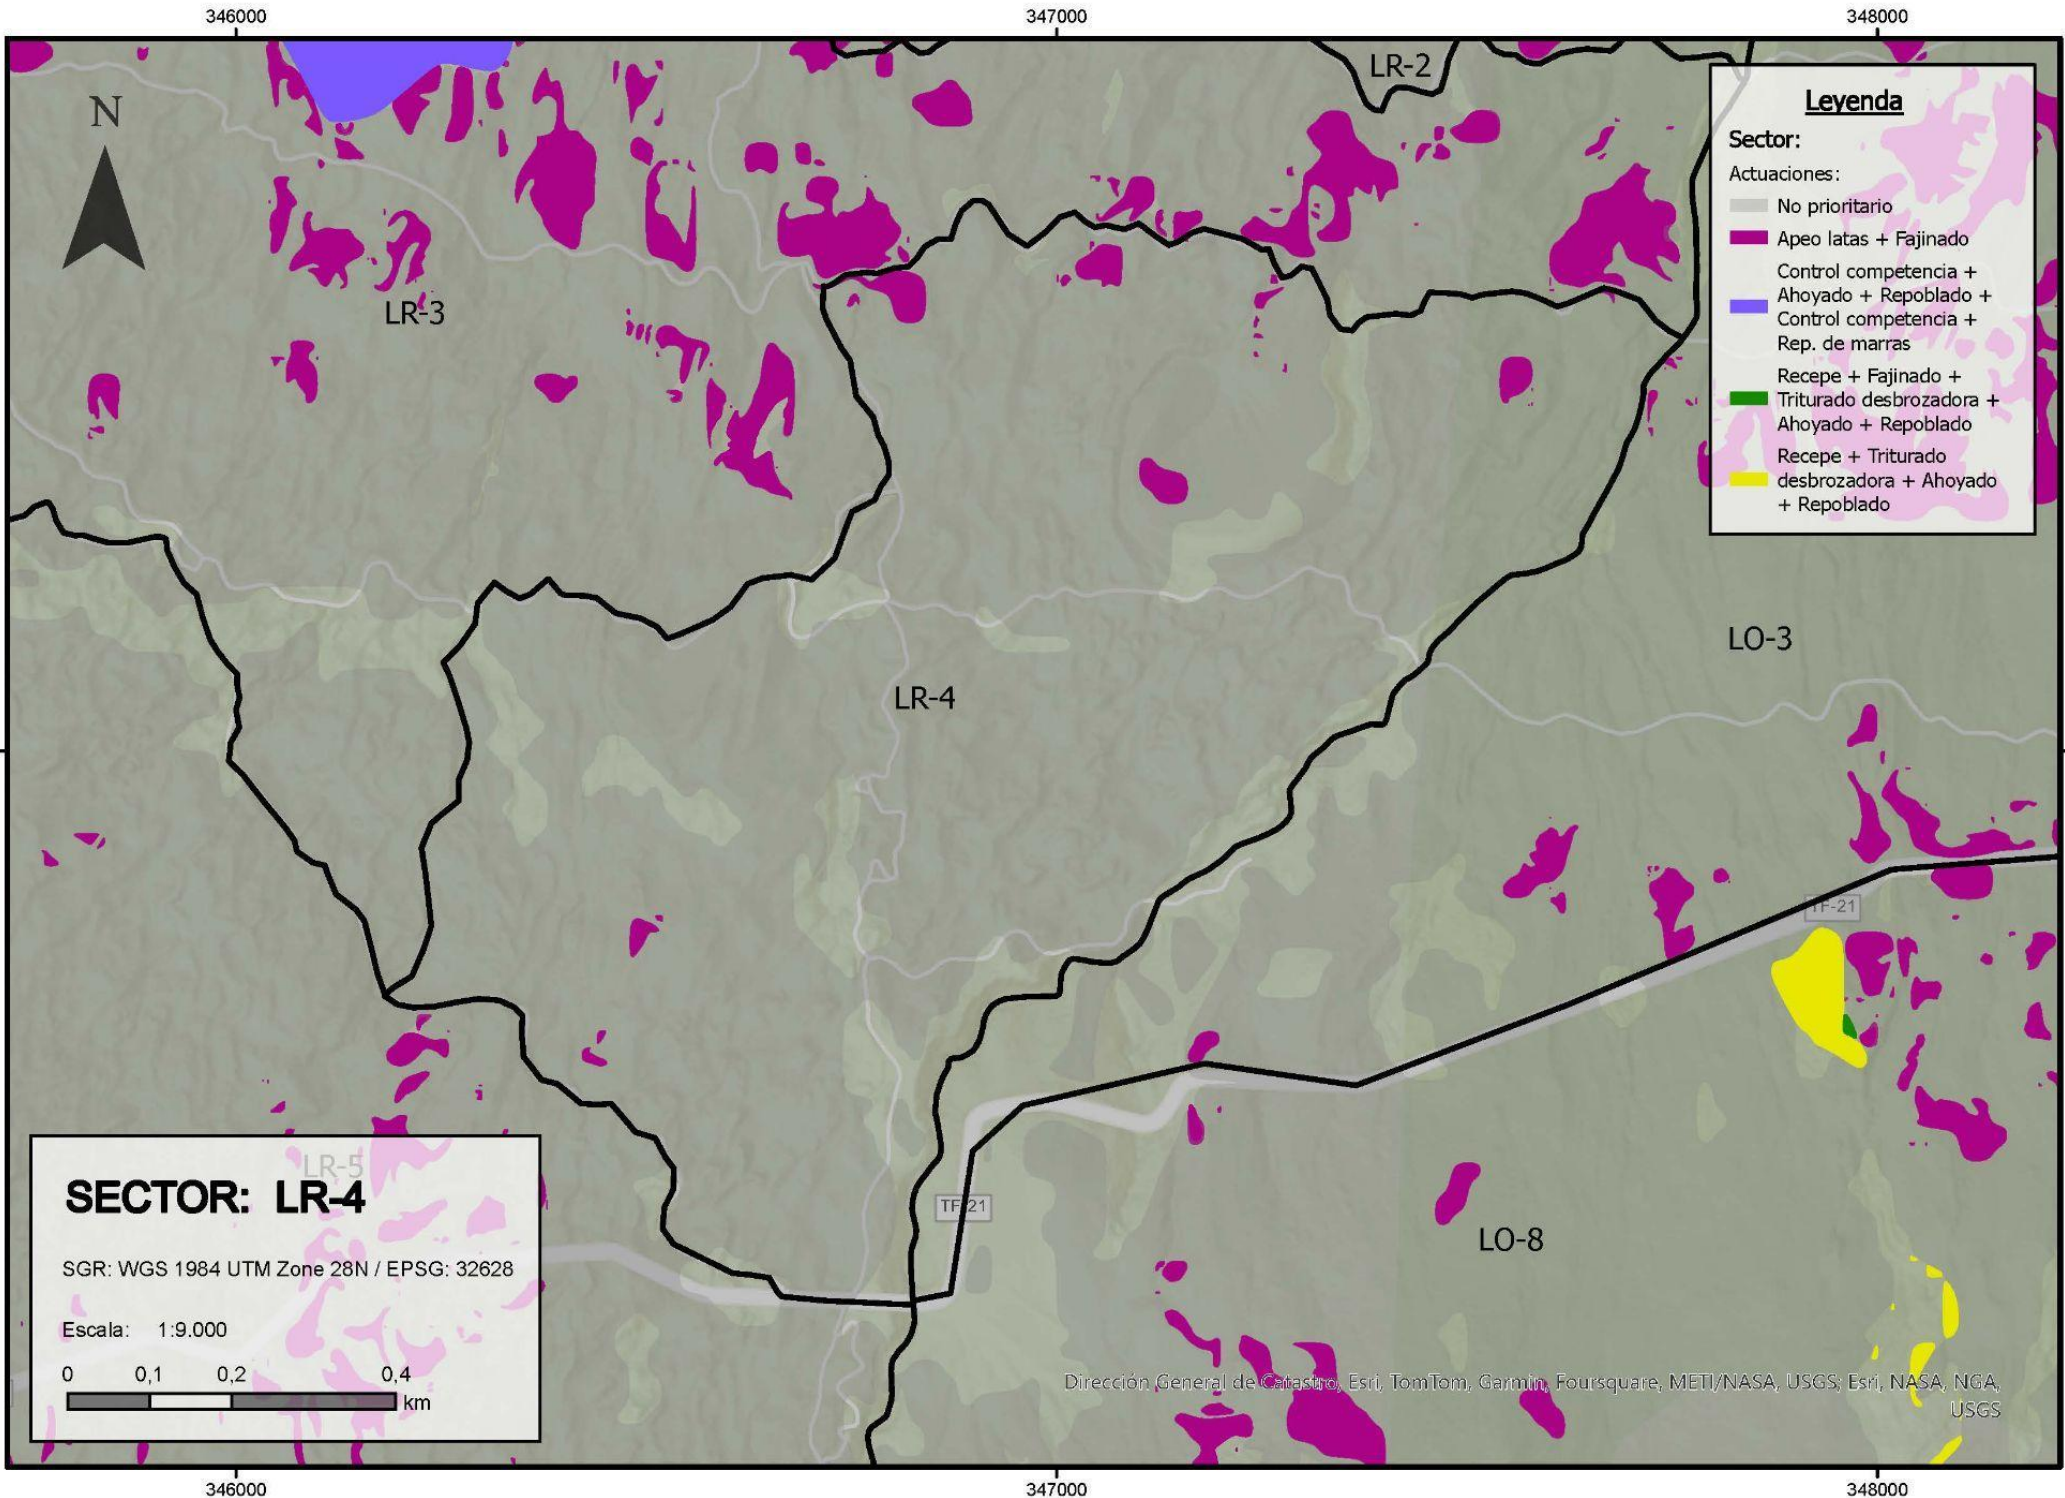 346000
347000
348000
LR-2
N
Leyenda
Sector:
Actuaciones:
No prioritario
Apeo latas + Fajinado
Control competencia +
Ahoyado + Repoblado +
Control competencia +
Rep. de marras
Recepe + Fajinado +
Triturado desbrozadora +
Ahoyado + Repoblado
Recepe + Triturado
desbrozadora + Ahoyado
+ Repoblado
LR-3
LO-3
LR-4
TF-21
LR-5
SECTOR: LR-4
TF-21
LO-8
SGR: WGS 1984 UTM Zone 28N / EPSG: 32628
Escala: 1:9.000
0 0,1 0,2 0,4
km
Dirección General de Catastro, Esri, TomTom, Garmin, Foursquare, METI/NASA, USGS; Esri, NASA, NGA,
USGS
346000
347000
348000